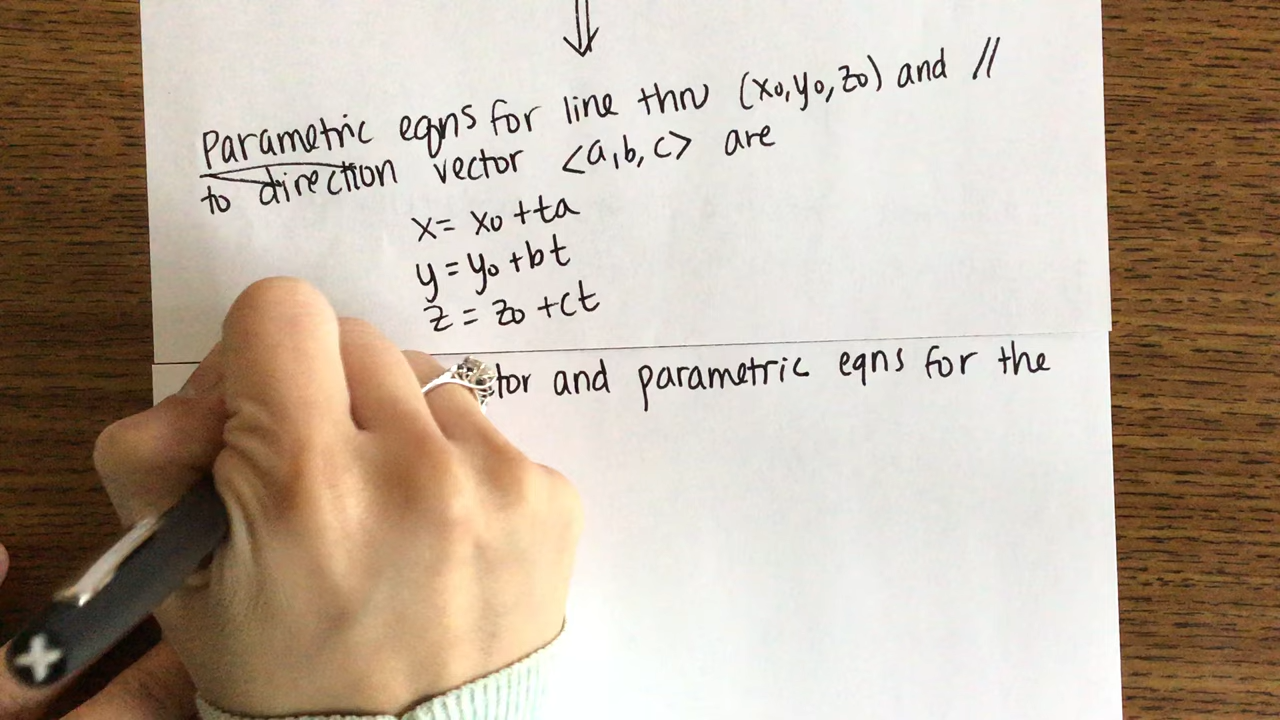 Parametric eqns for line thru (x0,y0,z0) and //
to direction vector <a,b,c> are
x= x0 +ta
y = y0 +bt
z = z0 +ct
and parametric eqns for the